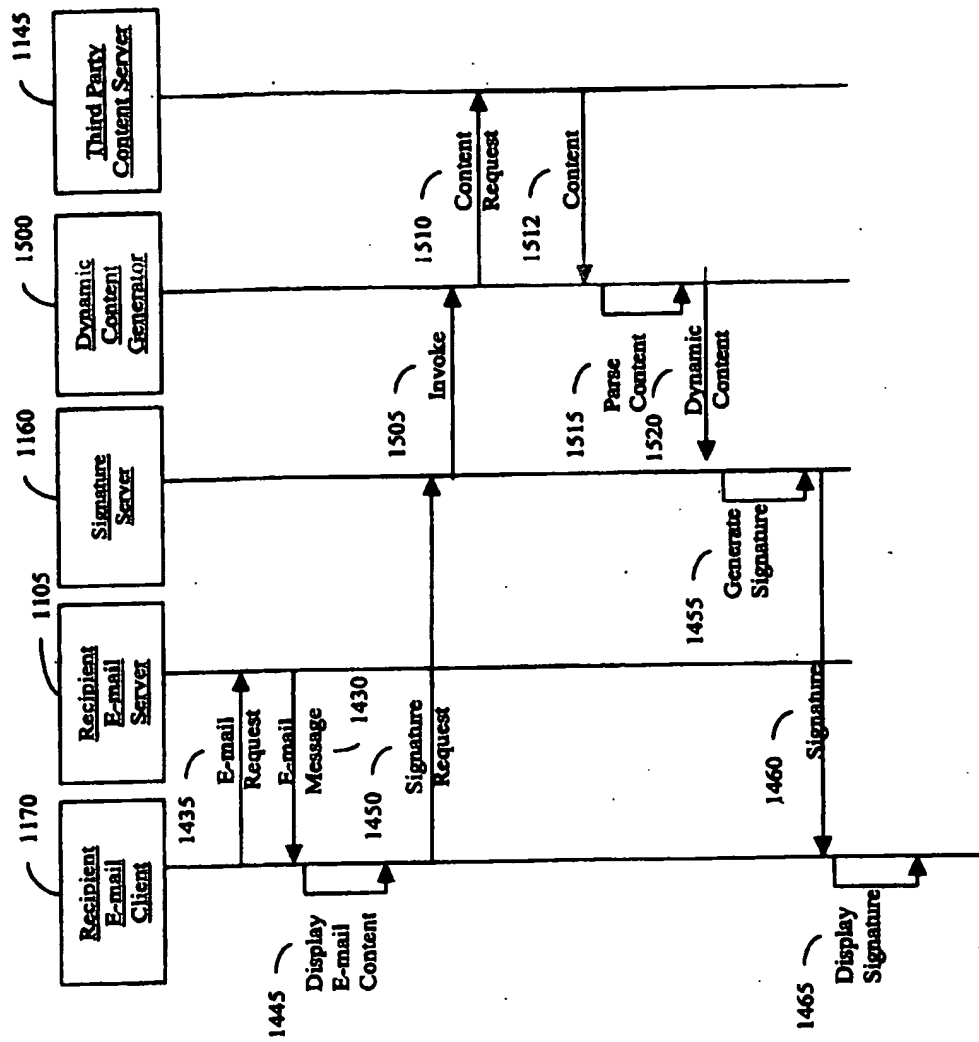 1170
Recipient
E-mail
Client
1105
Recipient
E-mail
Server
1160
Signature
Server
1500
Dynamic
Content
Generator
1145
Third Party
Content Server
1435
E-mail
Request
E-mail
Message
1430
1445
Display
E-mail
Content
1450
Signature
Request
1505
Invoke
1510
Content
Request
1512
Content
1515
Parse
Content
1520
Dynamic
Content
1455
Generate
Signature
1460
Signature
1465
Display
Signature